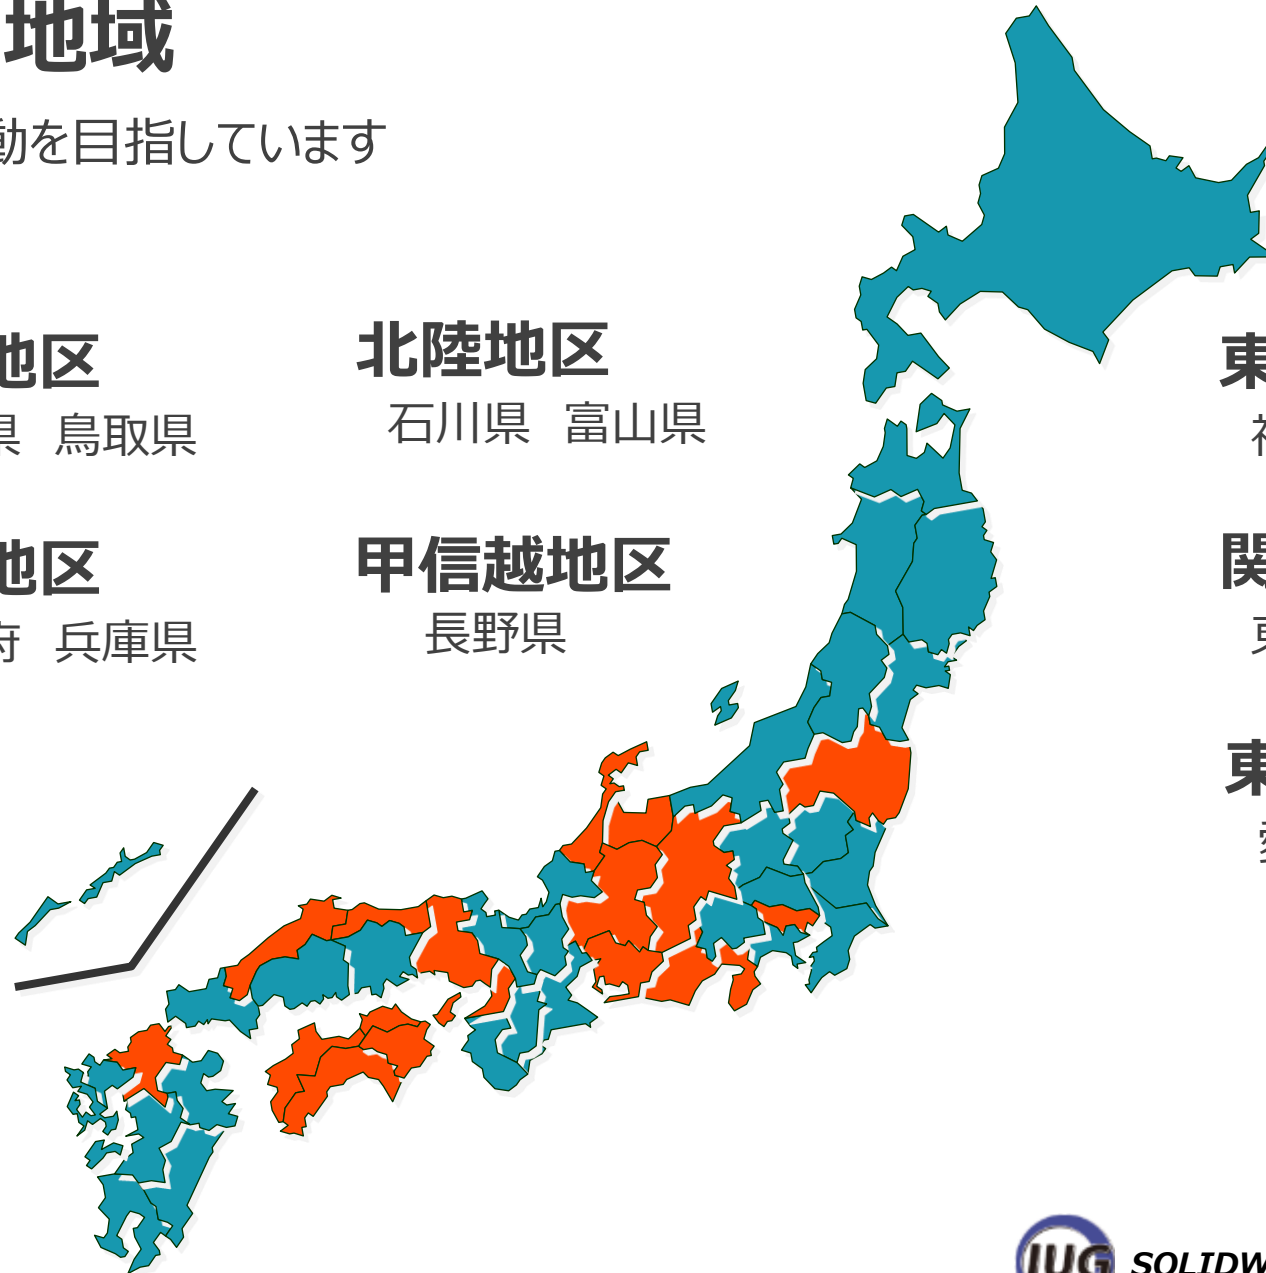 地域
動を目指しています
地区
県 鳥取県
北陸地区
石川県 富山県
地区
府 兵庫県
甲信越地区
長野県
東
関
東
IUG SOLIDW